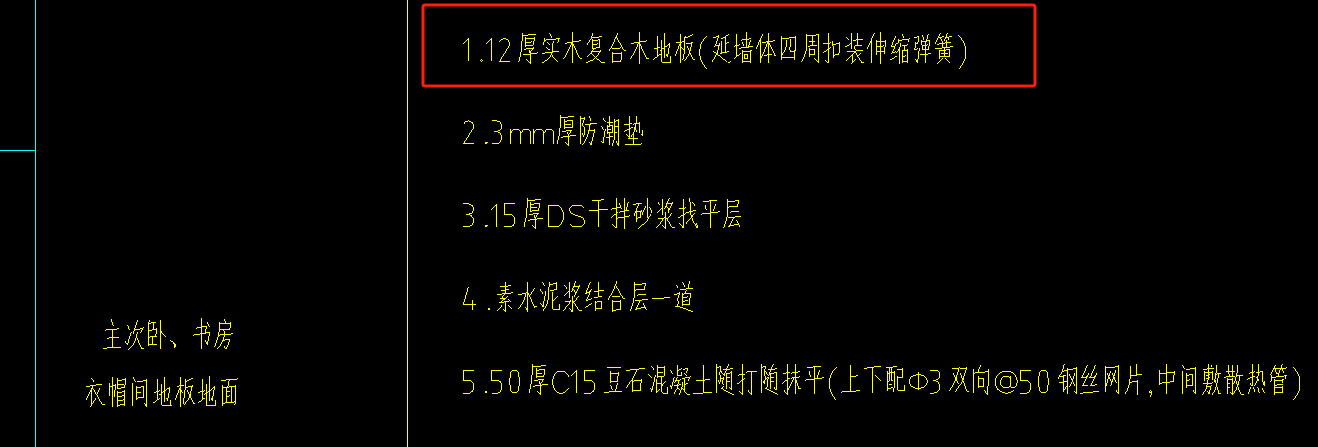 1.12厚实木复合木地板(延墙体四周扣装伸缩弹簧)
2.3mm厚防潮垫
3.15厚DS干拌砂浆找平层
4.素水泥浆结合层一道
主次卧、书房
衣帽间地板地面
5.50厚C15豆石混凝土随打随抹平(上下配Φ3双向@50钢丝网片,中间敷散热管)